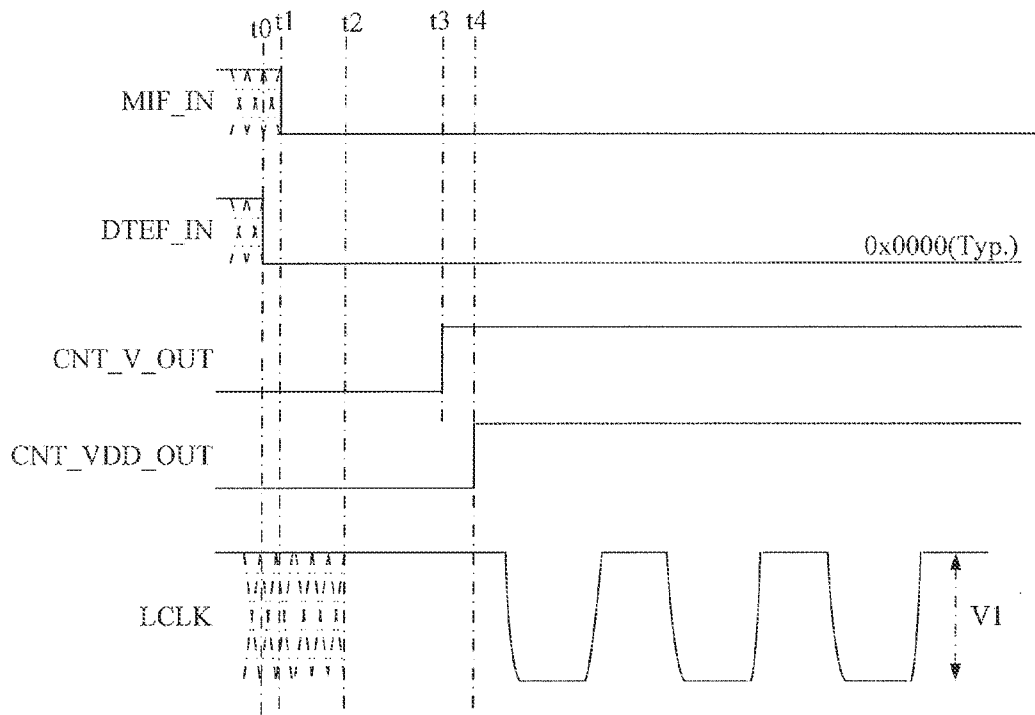 t0 t1 t2 t3 t4
MIF_IN
DTEF_IN
0x0000(Typ.)
CNT_V_OUT
CNT_VDD_OUT
LCLK
V1